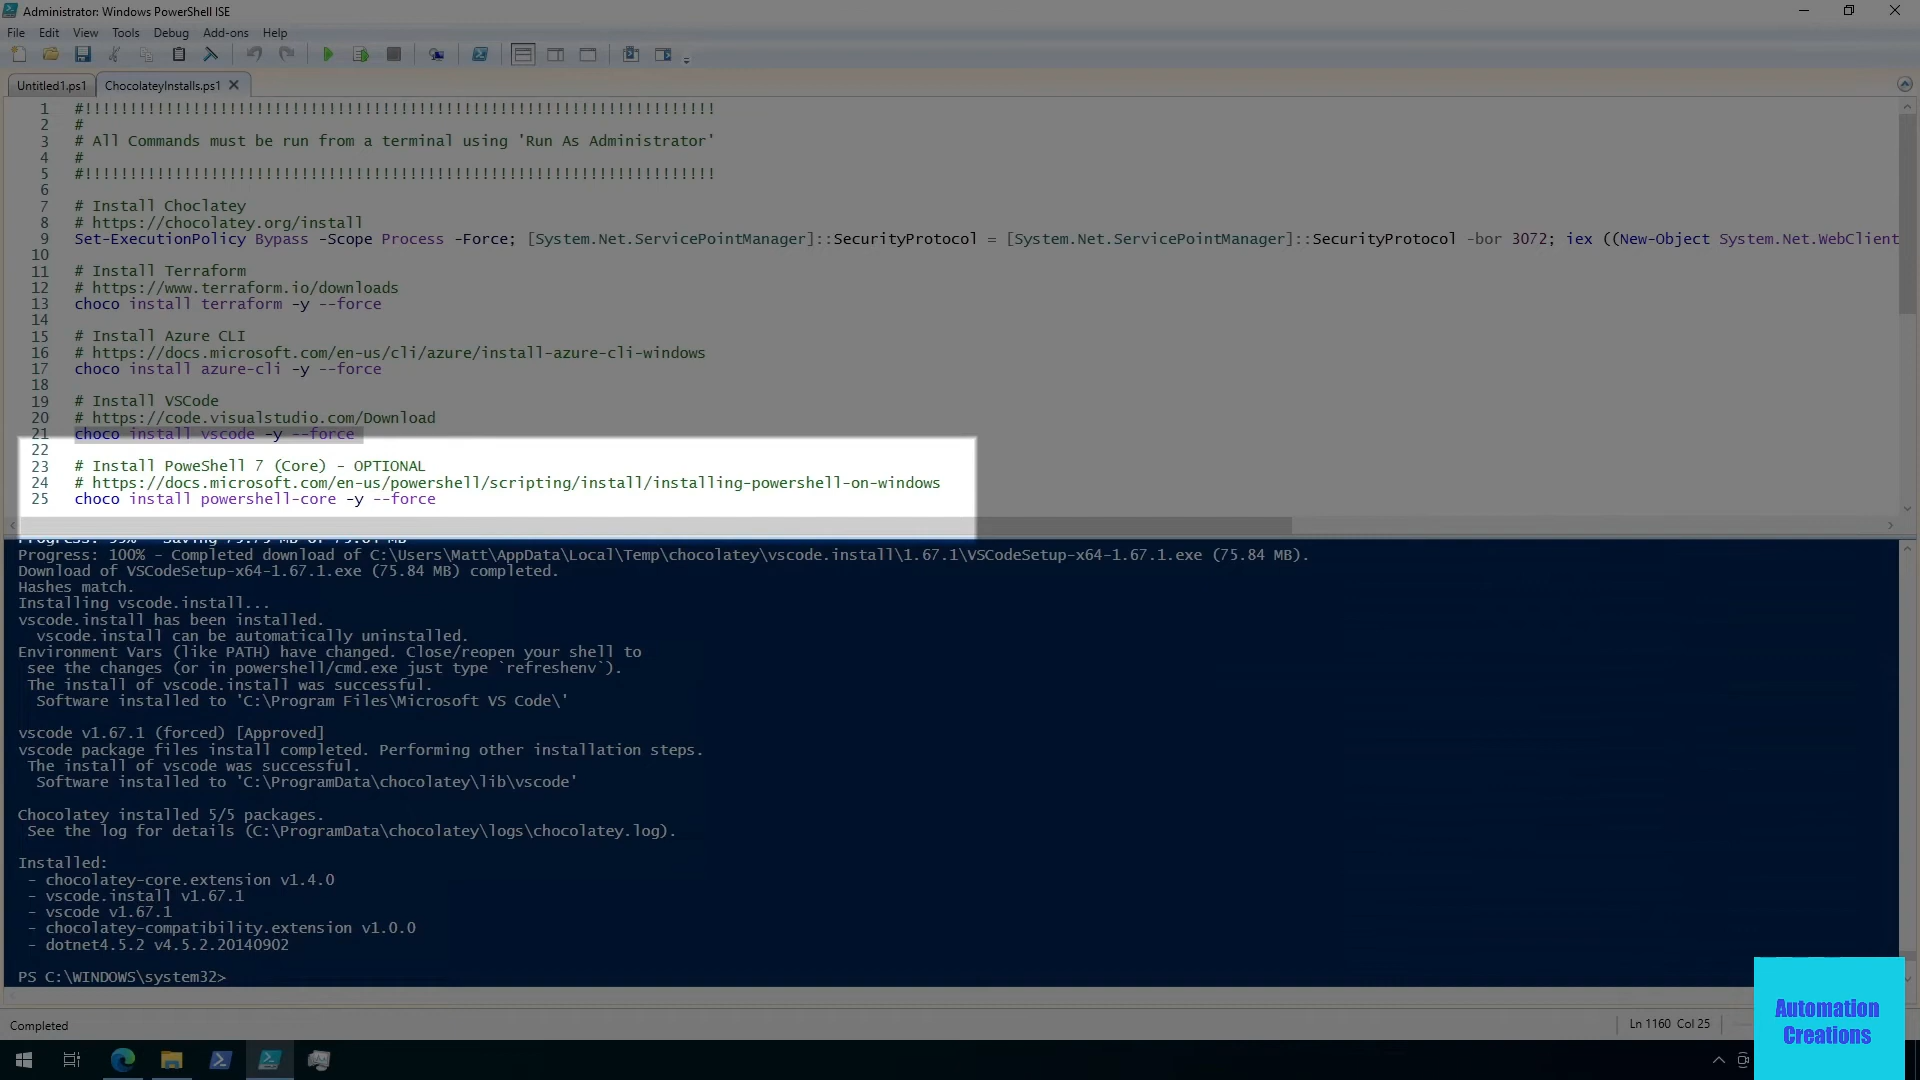 Administrator: Windows PowerShell ISE
File Edit View Tools Debug Add-ons Help
Untitled1.ps1 ChocolateyInstalls.ps1
1 #!!!!!!!!!!!!!!!!!!!!!!!!!!!!!!!!!!!!!!!!!!!!!!!!!!!!!!!!!!!!!!!!!!!!!!
2 #
3 # All Commands must be run from a terminal using 'Run As Administrator'
4 #
5 #!!!!!!!!!!!!!!!!!!!!!!!!!!!!!!!!!!!!!!!!!!!!!!!!!!!!!!!!!!!!!!!!!!!!!!
6
7 # Install Choclatey
8 # https://chocolatey.org/install
9 Set-ExecutionPolicy Bypass -Scope Process -Force; [System.Net.ServicePointManager]::SecurityProtocol = [System.Net.ServicePointManager]::SecurityProtocol -bor 3072; iex ((New-Object System.Net.WebClient
10
11 # Install Terraform
12 # https://www.terraform.io/downloads
13 choco install terraform -y --force
14
15 # Install Azure CLI
16 # https://docs.microsoft.com/en-us/cli/azure/install-azure-cli-windows
17 choco install azure-cli -y --force
18
19 # Install VSCode
20 # https://code.visualstudio.com/Download
21 choco install vscode -y --force
22
23 # Install PoweShell 7 (Core) - OPTIONAL
24 # https://docs.microsoft.com/en-us/powershell/scripting/install/installing-powershell-on-windows
25 choco install powershell-core -y --force
Progress: 100% - Completed download of C:\Users\Matt\AppData\Local\Temp\chocolatey\vscode.install\1.67.1\VSCodeSetup-x64-1.67.1.exe (75.84 MB).
Download of VSCodeSetup-x64-1.67.1.exe (75.84 MB) completed.
Hashes match.
Installing vscode.install...
vscode.install has been installed.
vscode.install can be automatically uninstalled.
Environment Vars (like PATH) have changed. Close/reopen your shell to
see the changes (or in powershell/cmd.exe just type `refreshenv`).
The install of vscode.install was successful.
Software installed to 'C:\Program Files\Microsoft VS Code\'
vscode v1.67.1 (forced) [Approved]
vscode package files install completed. Performing other installation steps.
The install of vscode was successful.
Software installed to 'C:\ProgramData\chocolatey\lib\vscode'
Chocolatey installed 5/5 packages.
See the log for details (C:\ProgramData\chocolatey\logs\chocolatey.log).
Installed:
- chocolatey-core.extension v1.4.0
- vscode.install v1.67.1
- vscode v1.67.1
- chocolatey-compatibility.extension v1.0.0
- dotnet4.5.2 v4.5.2.20140902
PS C:\WINDOWS\system32>
Completed
Ln 1160 Col 25
Automation
Creations